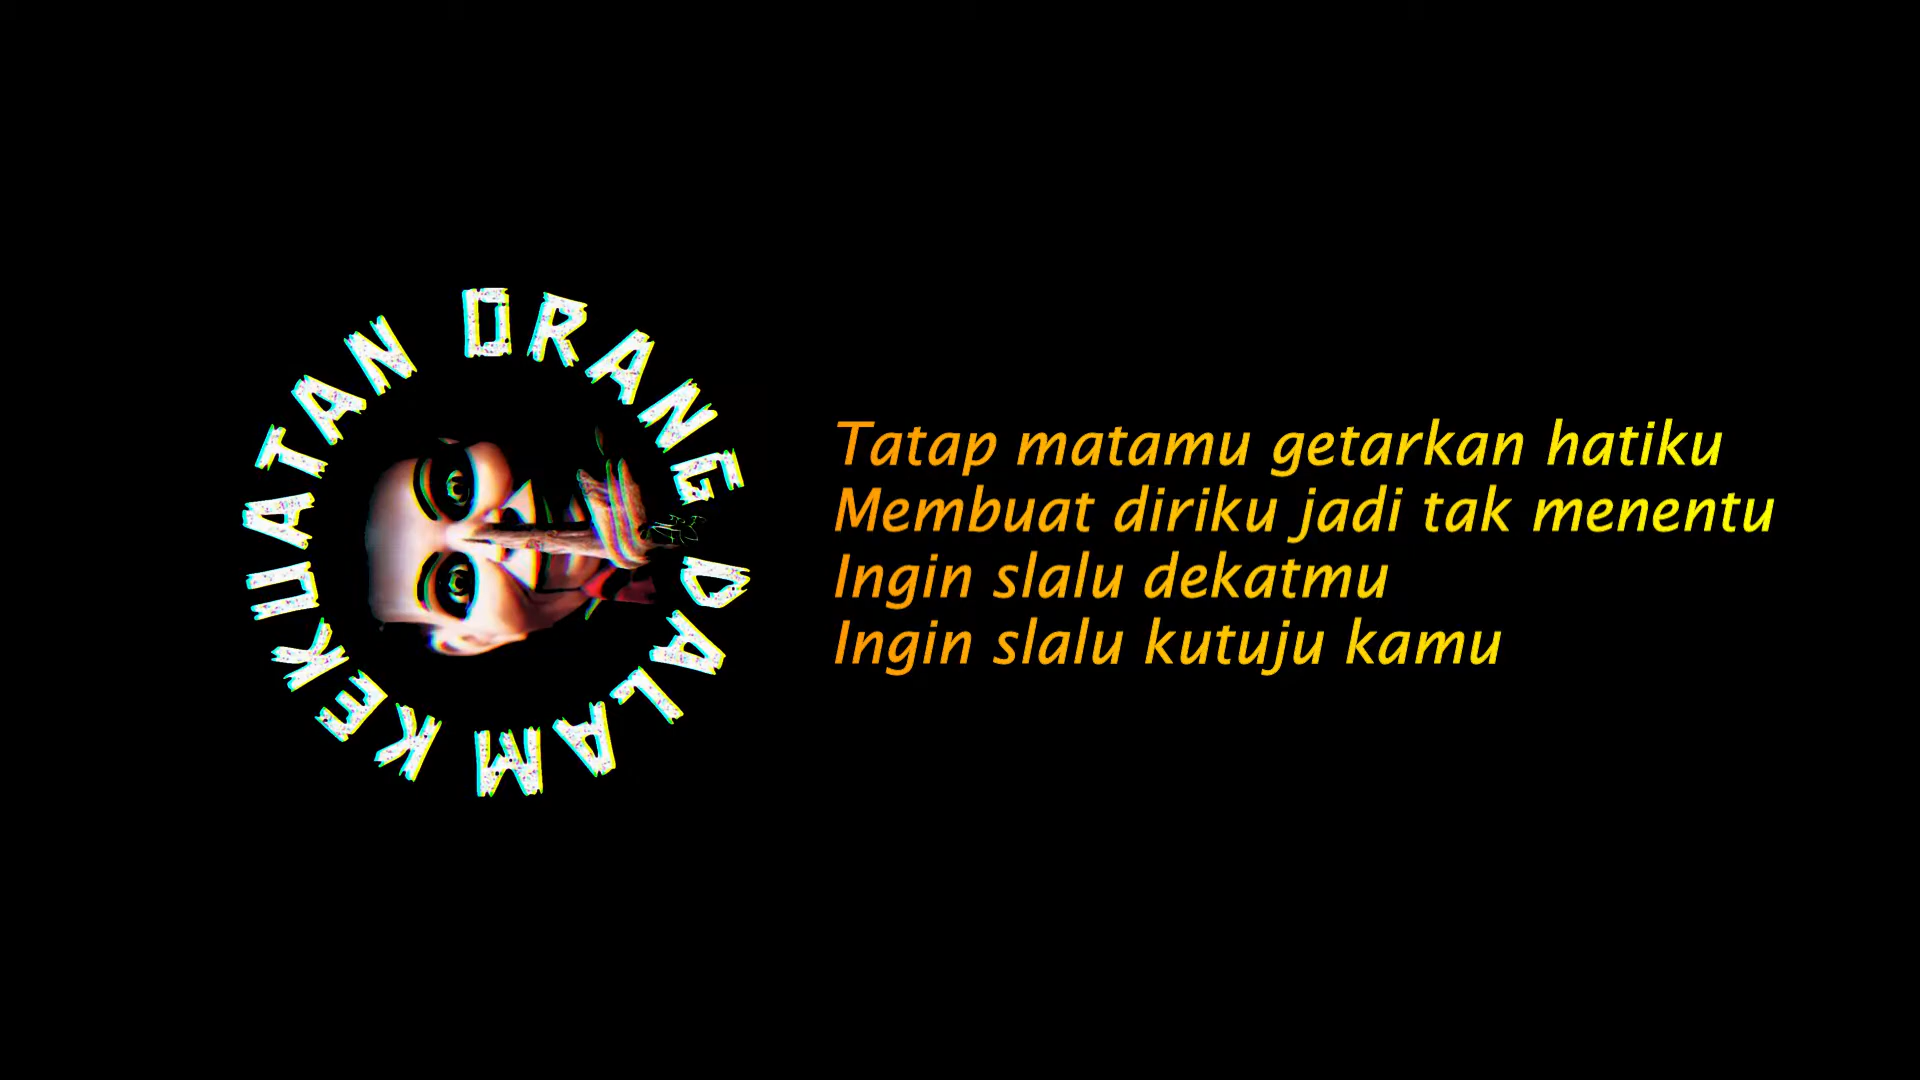 KEKUATAN ORANG DALAM
Tatap matamu getarkan hatiku
Membuat diriku jadi tak menentu
Ingin slalu dekatmu
Ingin slalu kutuju kamu